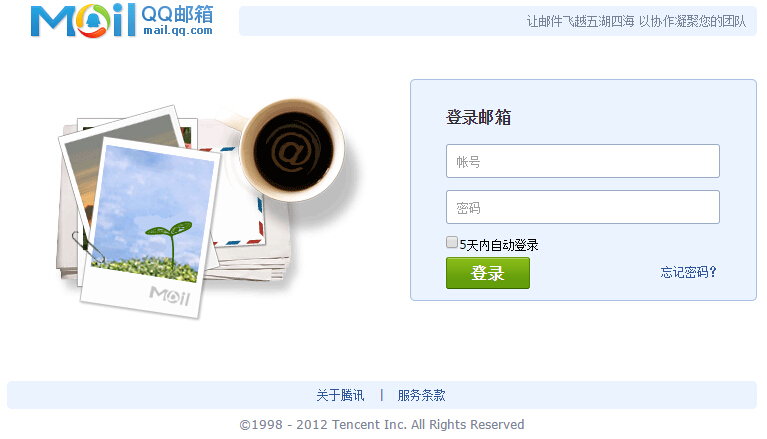 Mail QQ邮箱
mail.qq.com
让邮件飞越五湖四海 以协作凝聚您的团队
登录邮箱
帐号
密码
5天内自动登录
登录
忘记密码?
@
Mail
关于腾讯 | 服务条款
©1998 - 2012 Tencent Inc. All Rights Reserved